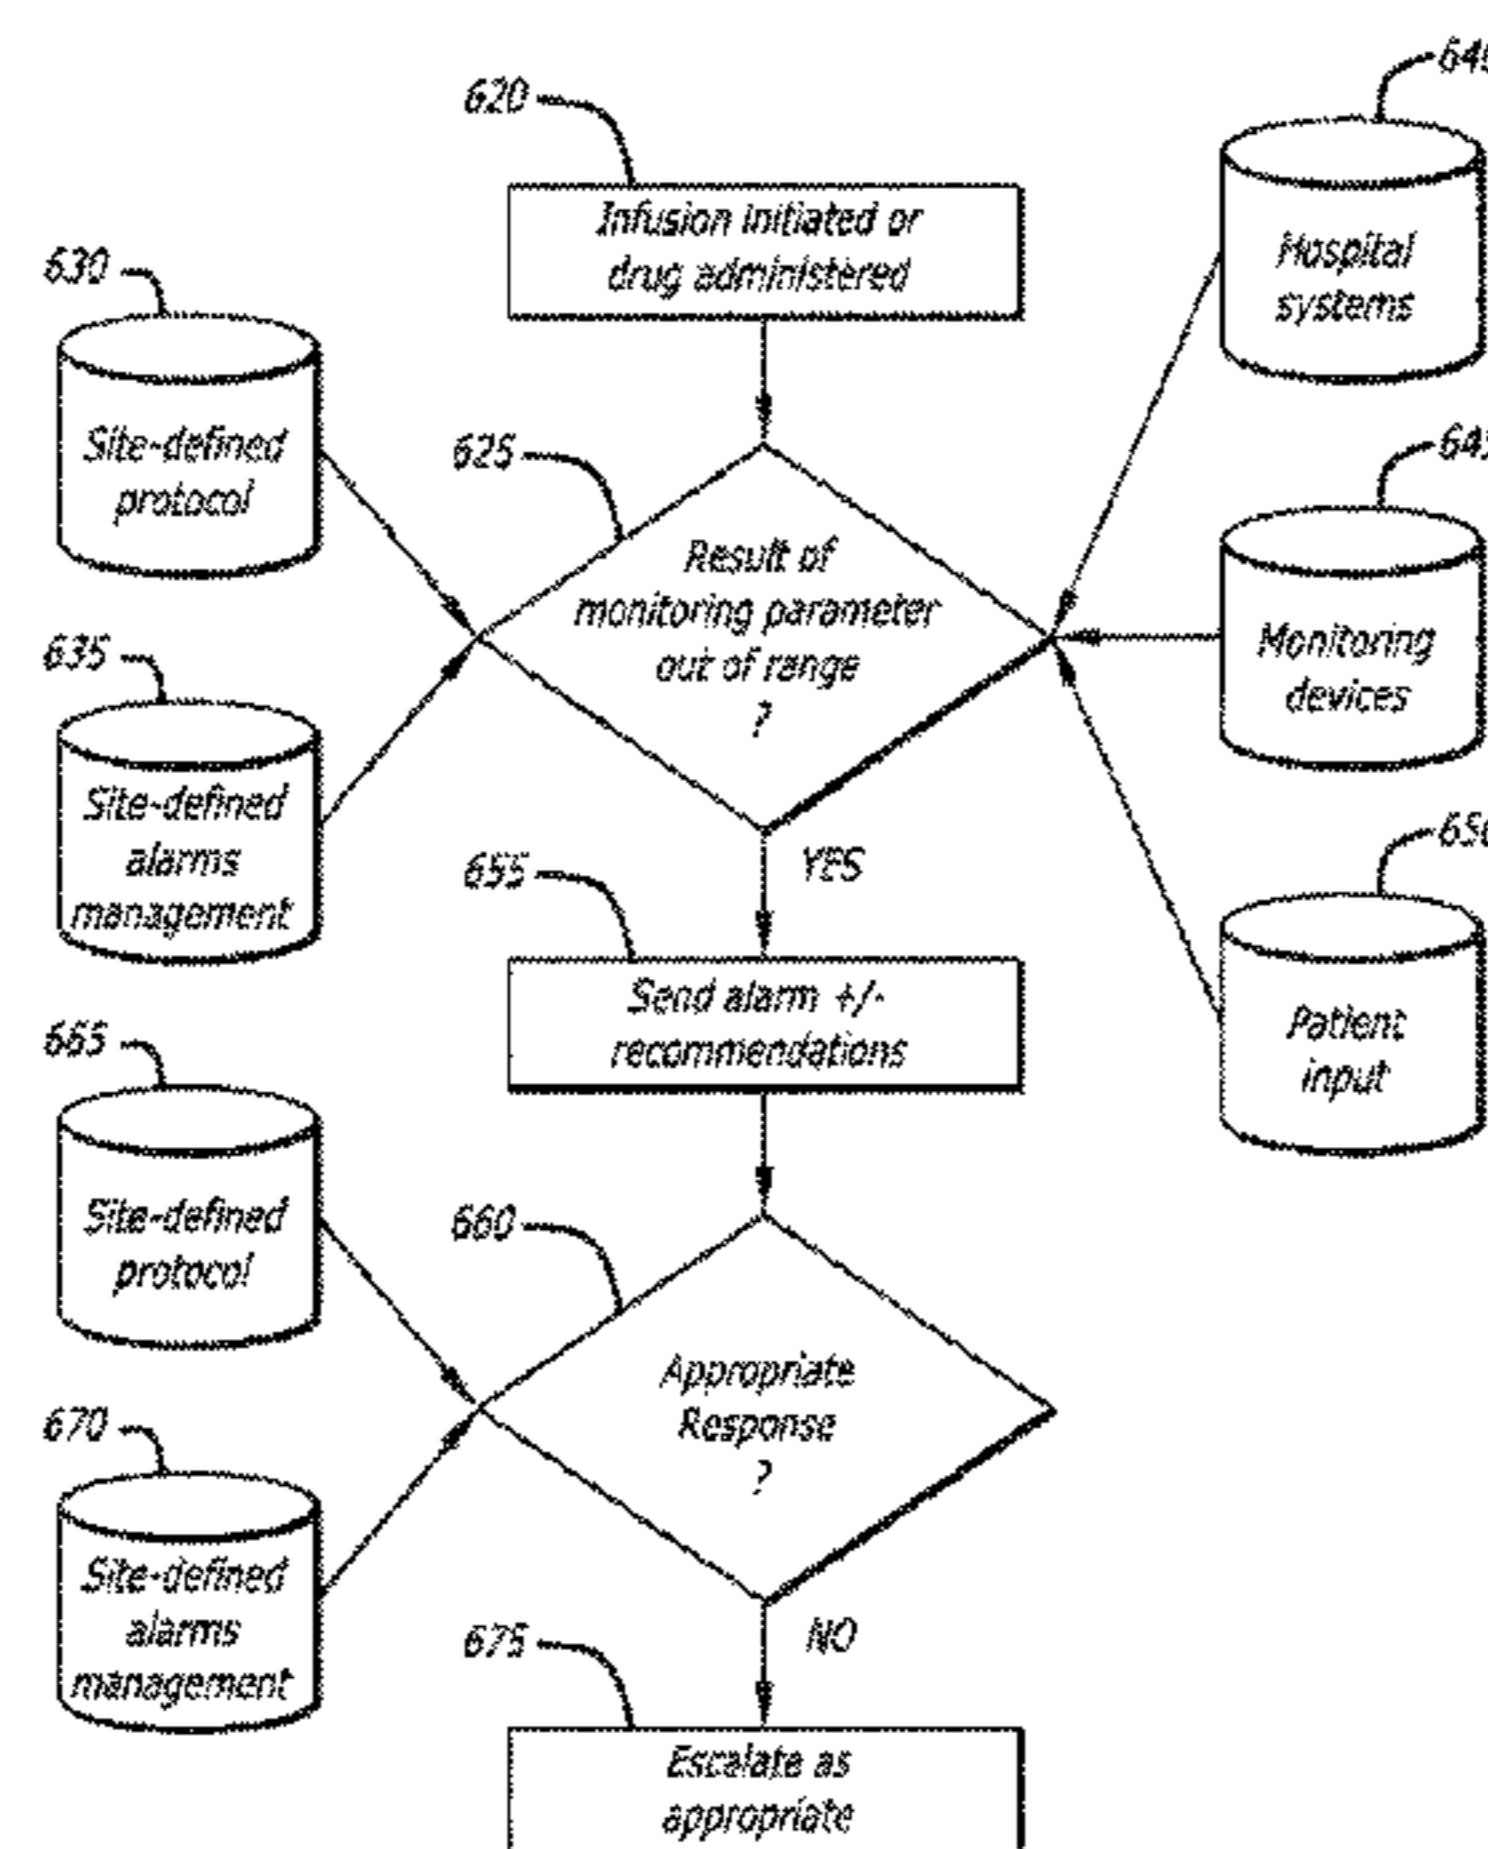 620
Infusion initiated or
drug administered
Hospital
systems
630
Site-defined
protocol
625
Result of
monitoring parameter
out of range
?
Monitoring
devices
635
Site-defined
alarms
management
YES
655
Send alarm +/-
recommendations
Patient
input
665
Site-defined
protocol
660
Appropriate
Response
?
670
Site-defined
alarms
management
NO
675
Escalate as
appropriate